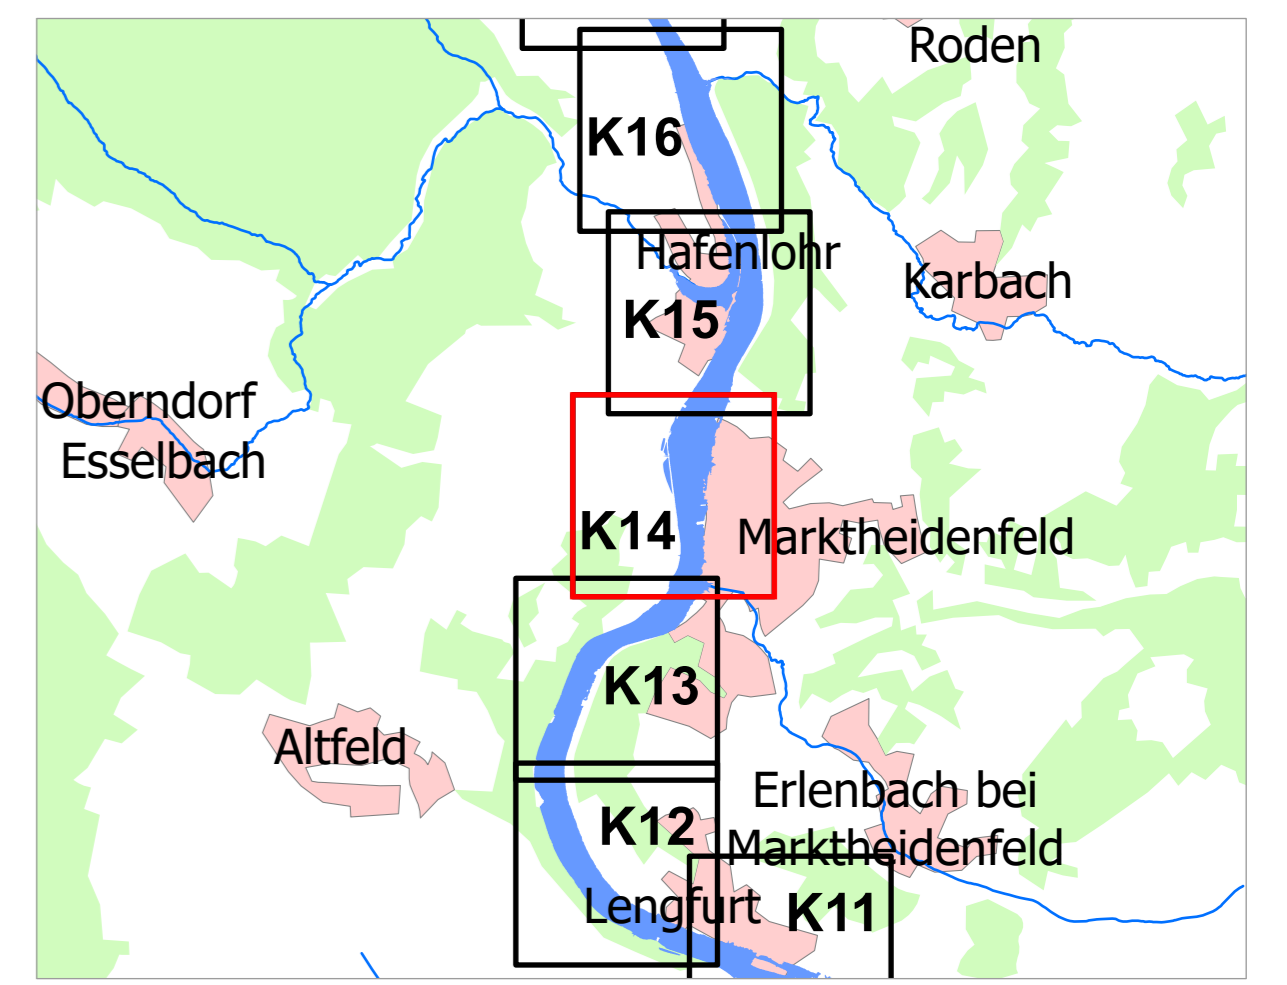 Roden
K16
Hafenlohr
Karbach
K15
Oberndorf
Esselbach
K14
Marktheidenfeld
K13
Altfeld
Erlenbach bei
Marktheidenfeld
K12
Lengfurt
K11